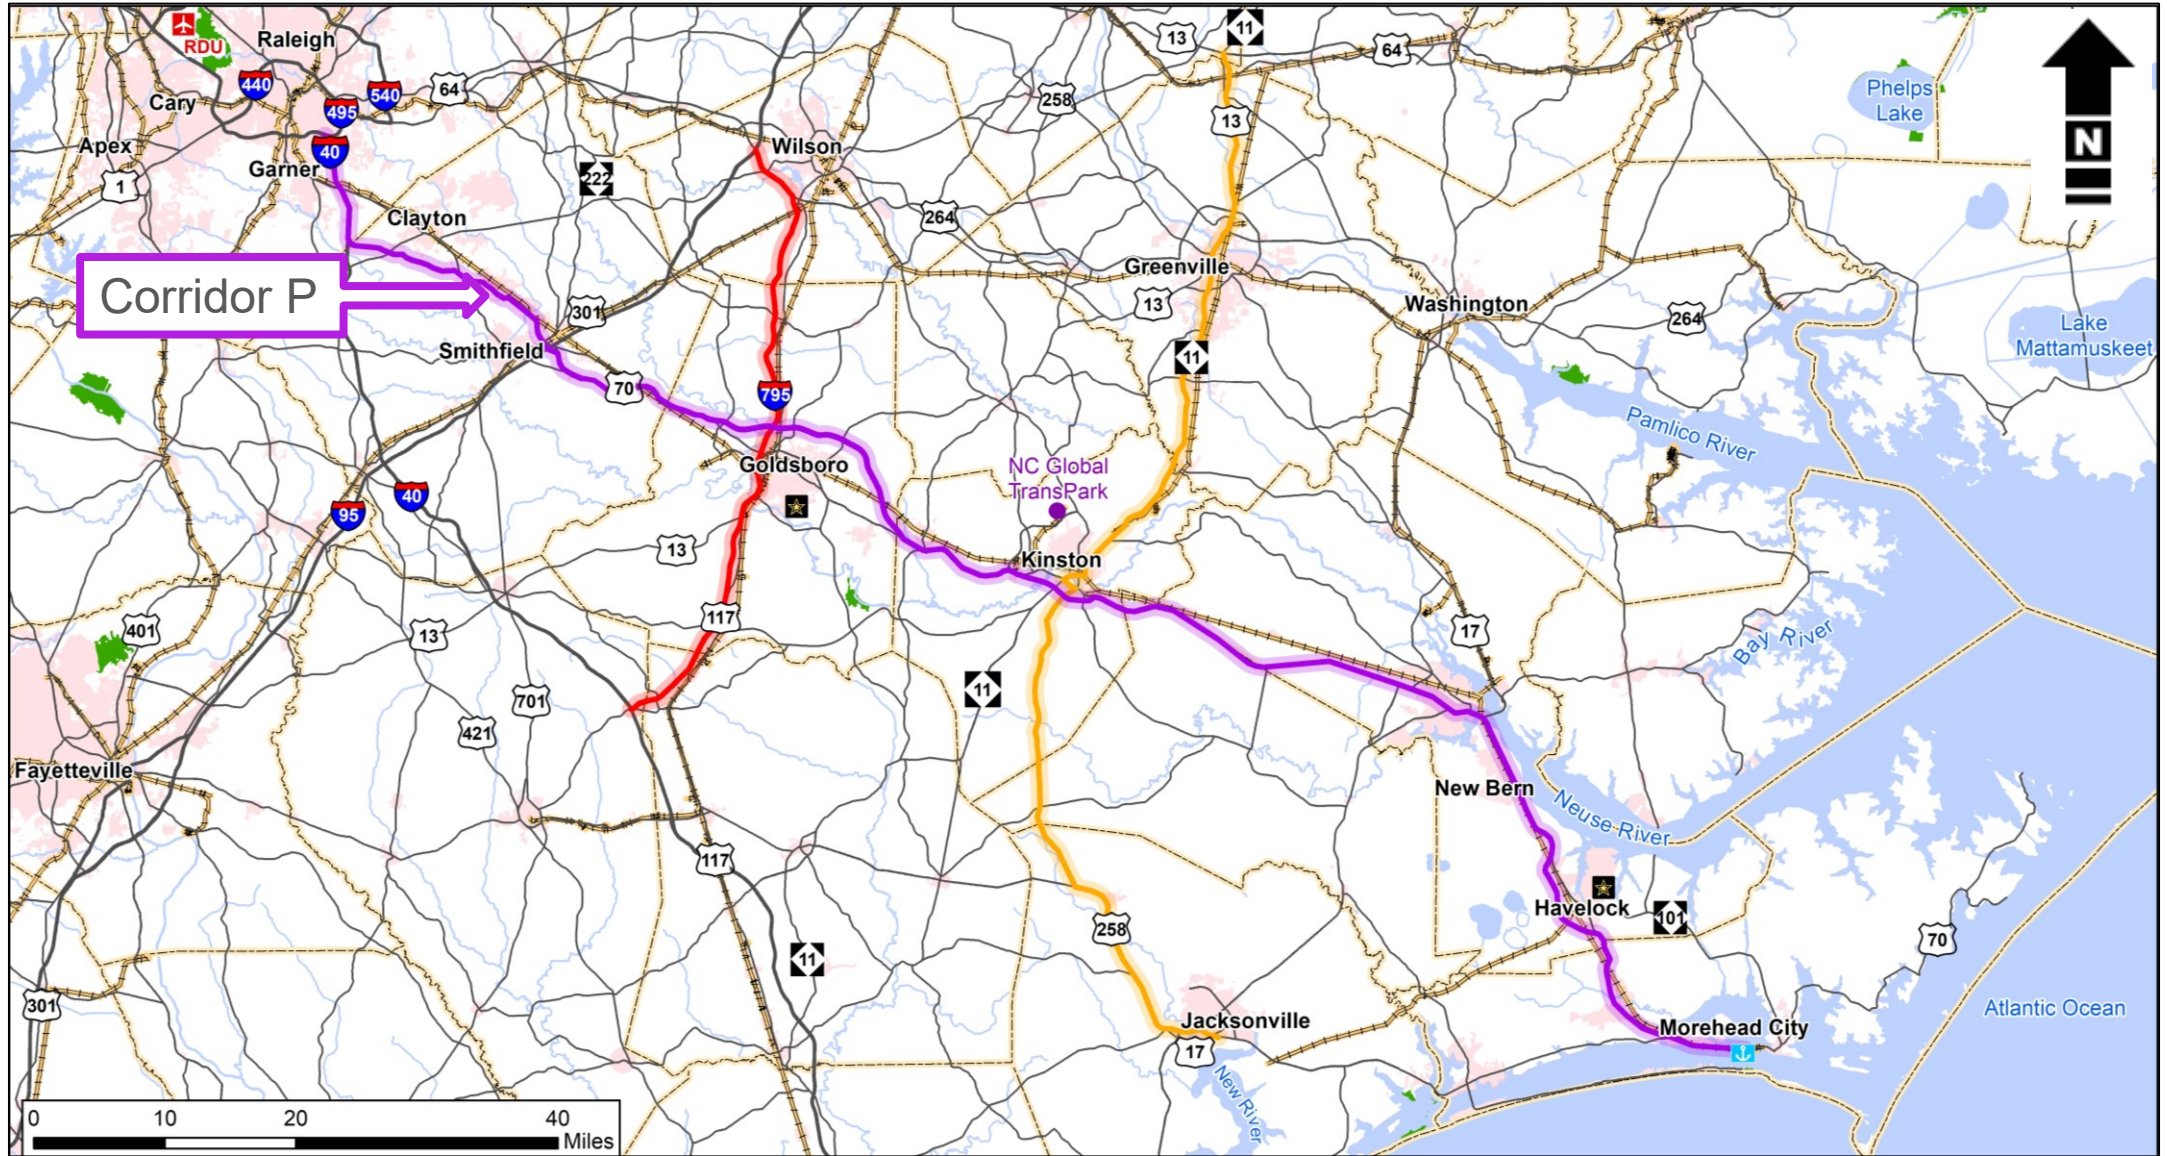 RDU
Raleigh
440
495
540
64
Cary
Apex
40
Garner
1
222
Wilson
13
11
64
258
13
Phelps
Lake
N
Clayton
264
Corridor P
301
Smithfield
70
795
Goldsboro
Greenville
13
11
Washington
264
Lake
Mattamuskeet
Pamlico River
NC Global
TransPark
95
40
13
Kinston
401
13
117
11
17
Bay River
701
421
Fayetteville
New Bern
Neuse River
117
258
Havelock
101
70
11
301
Jacksonville
17
New River
Morehead City
Atlantic Ocean
0 10 20 40
Miles